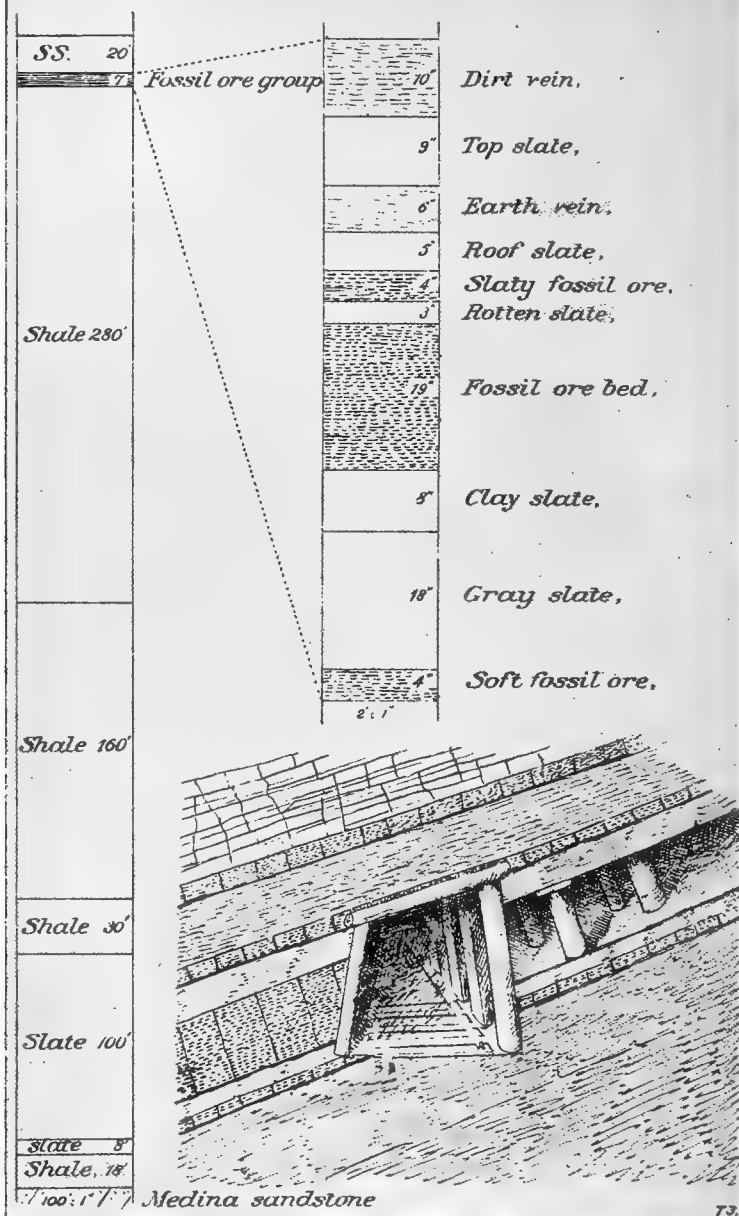 SS. 20'
7'
Fossil ore group
10" Dirt vein,
9" Top slate,
6" Earth vein,
5" Roof slate,
4" Slaty fossil ore,
3" Rotten slate,
19" Fossil ore bed,
8" Clay slate,
18" Gray slate,
4" Soft fossil ore,
2' : 1"
Shale 280'
Shale 160'
Shale 30'
Slate 100'
slate 8'
Shale, 18'
100' : 1" Medina sandstone